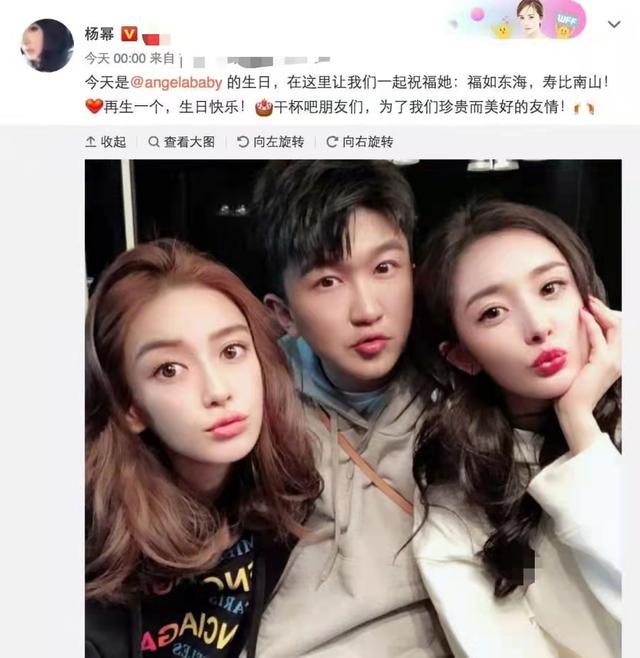 杨幂
WFF
今天 00:00 来自
今天是@angelababy 的生日，在这里让我们一起祝福她：福如东海，寿比南山！
再生一个，生日快乐！干杯吧朋友们，为了我们珍贵而美好的友情！
收起 查看大图 向左旋转 向右旋转